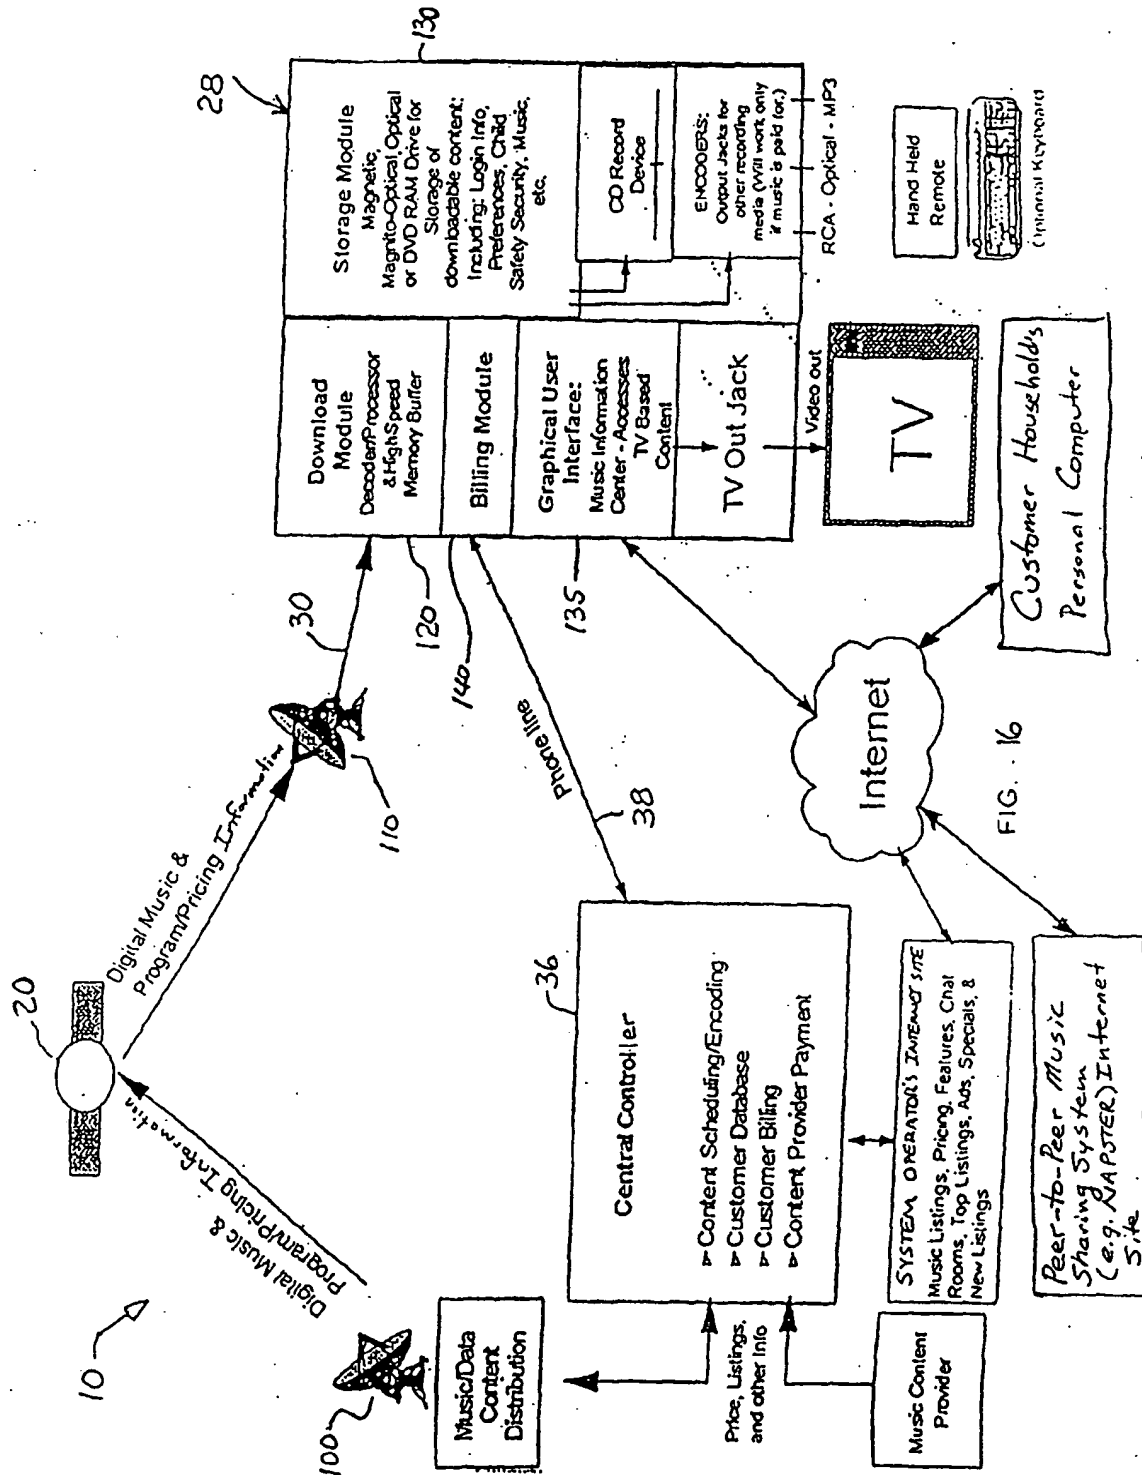 10
20
Digital Music &
Program/Pricing Information
Digital Music &
Program/Pricing Information
100
Music/Data
Content
Distribution
110
30
28
130
Download
Module
Decoder/Processor
& High Speed
Memory Buffer
120
140
Billing Module
Graphical User
Interface:
Music Information
Center - Accesses
TV Based
Content
135
TV Out Jack
Video out
TV
Storage Module
Magnetic,
Magnito-Optical, Optical
or DVD RAM Drive for
Storage of
downloadable content:
Including: Login Info,
Preferences, Child
Safety Security, Music,
etc.
CD Record
Device
ENCODERS:
Output Jacks for
other recording
media (Will work only
if music is paid for.)
RCA - Optical - MP3
Hand Held
Remote
Optional Keyboard
Phone line
38
36
Central Controller
Content Scheduling/Encoding
Customer Database
Customer Billing
Content Provider Payment
Price, Listings,
and other Info
Music Content
Provider
SYSTEM OPERATOR'S INTERNET SITE
Music Listings, Pricing, Features, Chat
Rooms, Top Listings, Ads, Specials, &
New Listings
Peer-to-Peer Music
Sharing System
(e.g. NAPSTER) Internet
Site
Internet
Customer Household's
Personal Computer
FIG. 16